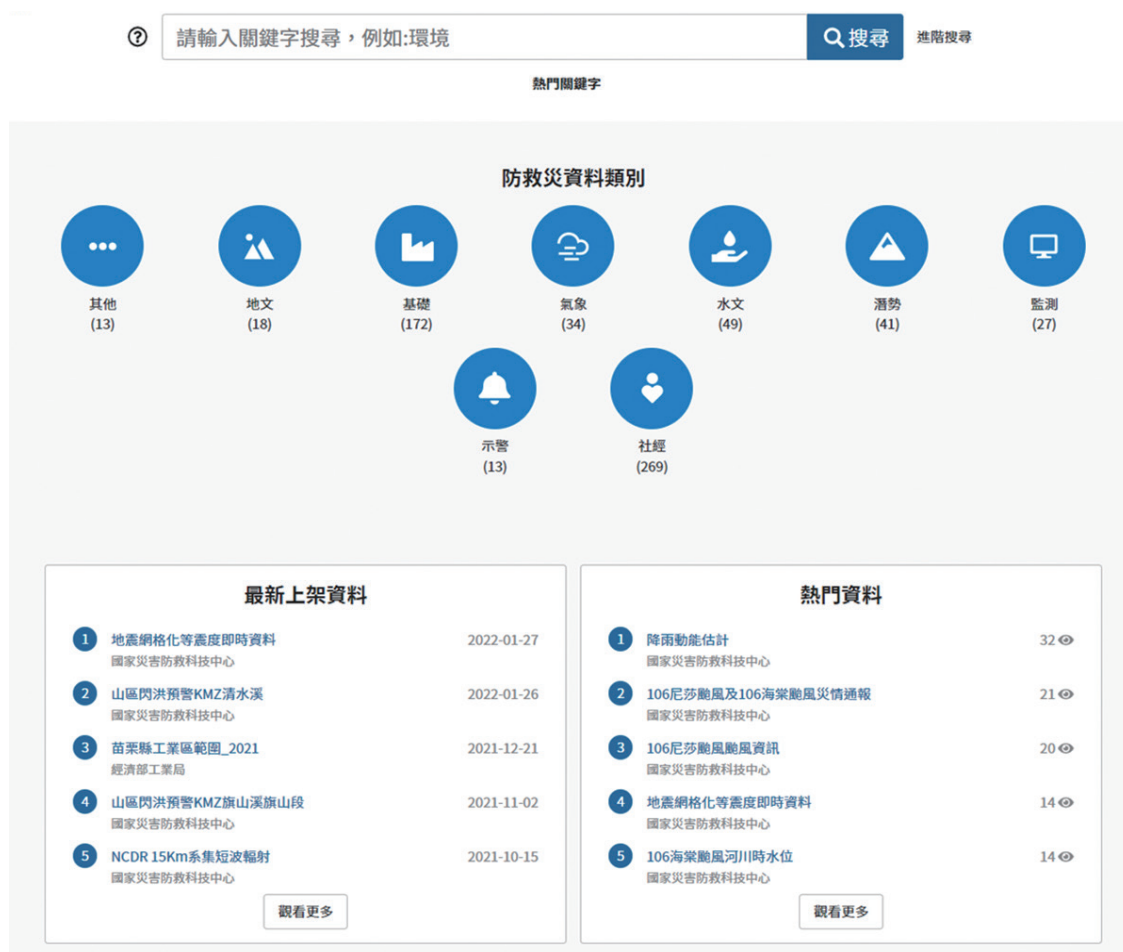 請輸入關鍵字搜尋，例如:環境
搜尋
進階搜尋
熱門關鍵字
防救災資料類別
其他
(13)
地文
(18)
基礎
(172)
氣象
(34)
水文
(49)
潛勢
(41)
監測
(27)
示警
(13)
社經
(269)
最新上架資料
1 地震網格化等震度即時資料 2022-01-27
國家災害防救科技中心
2 山區閃洪預警KMZ清水溪 2022-01-26
國家災害防救科技中心
3 苗栗縣工業區範圍_2021 2021-12-21
經濟部工業局
4 山區閃洪預警KMZ旗山溪旗山段 2021-11-02
國家災害防救科技中心
5 NCDR 15Km系集短波輻射 2021-10-15
國家災害防救科技中心
觀看更多
熱門資料
1 降雨動能估計 32
國家災害防救科技中心
2 106尼莎颱風及106海棠颱風災情通報 21
國家災害防救科技中心
3 106尼莎颱風颱風資訊 20
國家災害防救科技中心
4 地震網格化等震度即時資料 14
國家災害防救科技中心
5 106海棠颱風河川時水位 14
國家災害防救科技中心
觀看更多